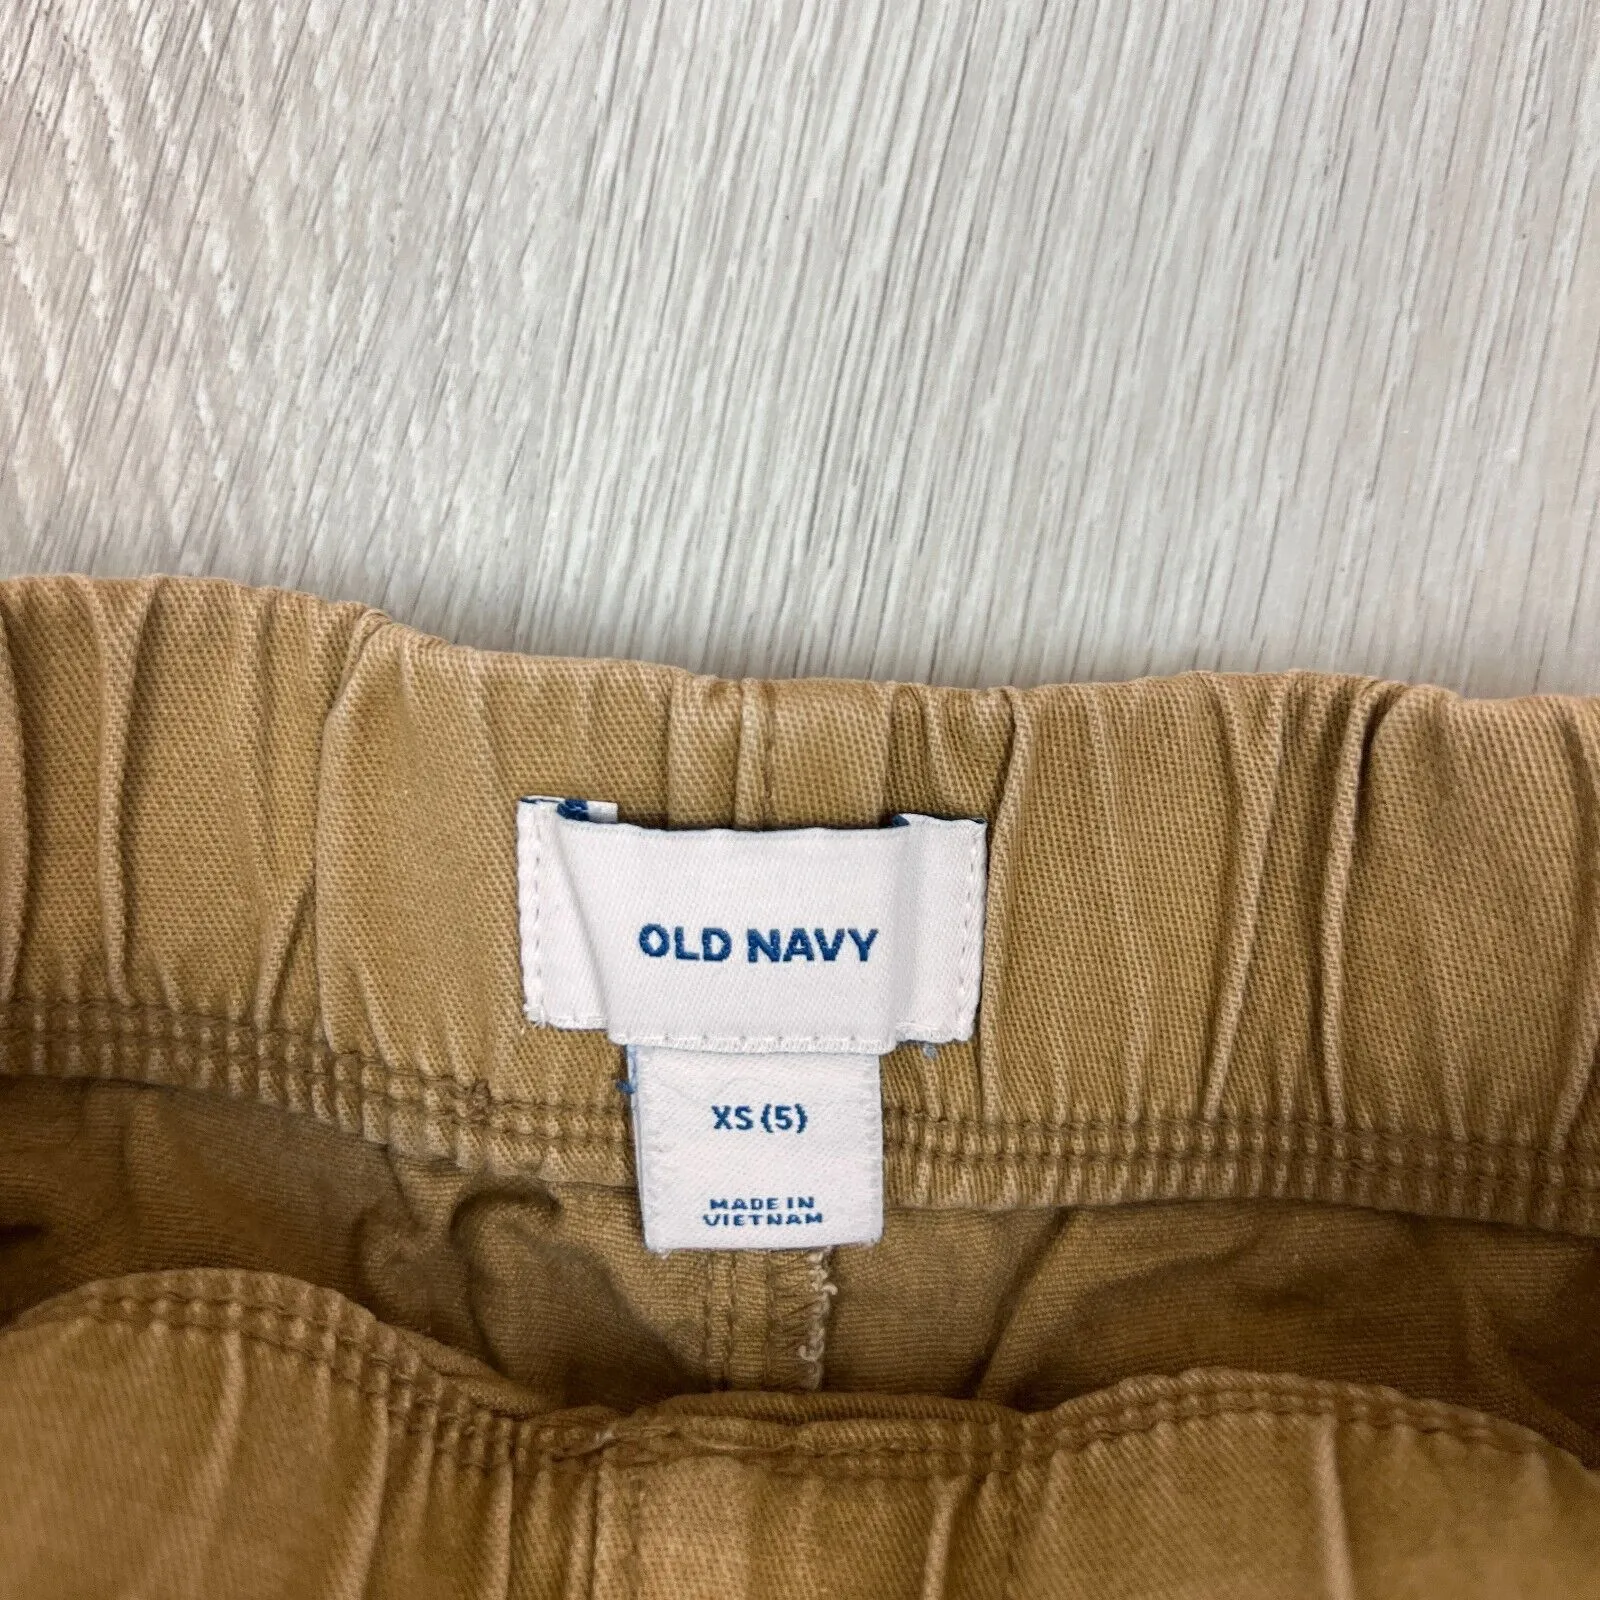 OLD NAVY
XS (5)
MADE IN
VIETNAM